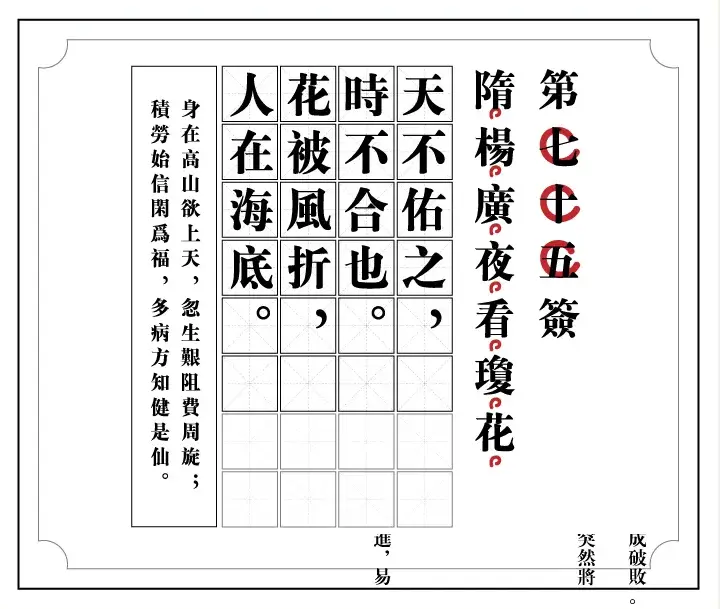 第七十五簽
隋楊廣夜看瓊花
天不佑之，
時不合也。
花被風折，
人在海底。
身在高山欲上天，忽生艱阻費周旋；
積勞始信閑爲福，多病方知健是仙。
成破敗。
突然將
進，易